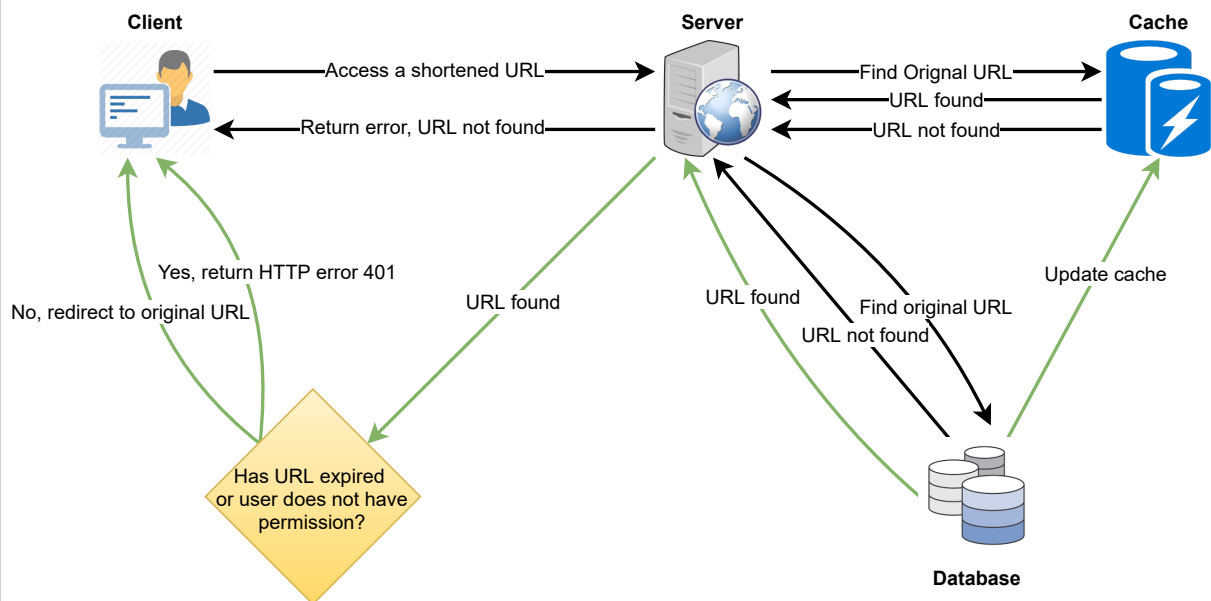 Client
Server
Cache
Access a shortened URL
Find Orignal URL
URL found
Return error, URL not found
URL not found
Yes, return HTTP error 401
No, redirect to original URL
URL found
URL found
Find original URL
URL not found
Update cache
Has URL expired
or user does not have
permission?
Database